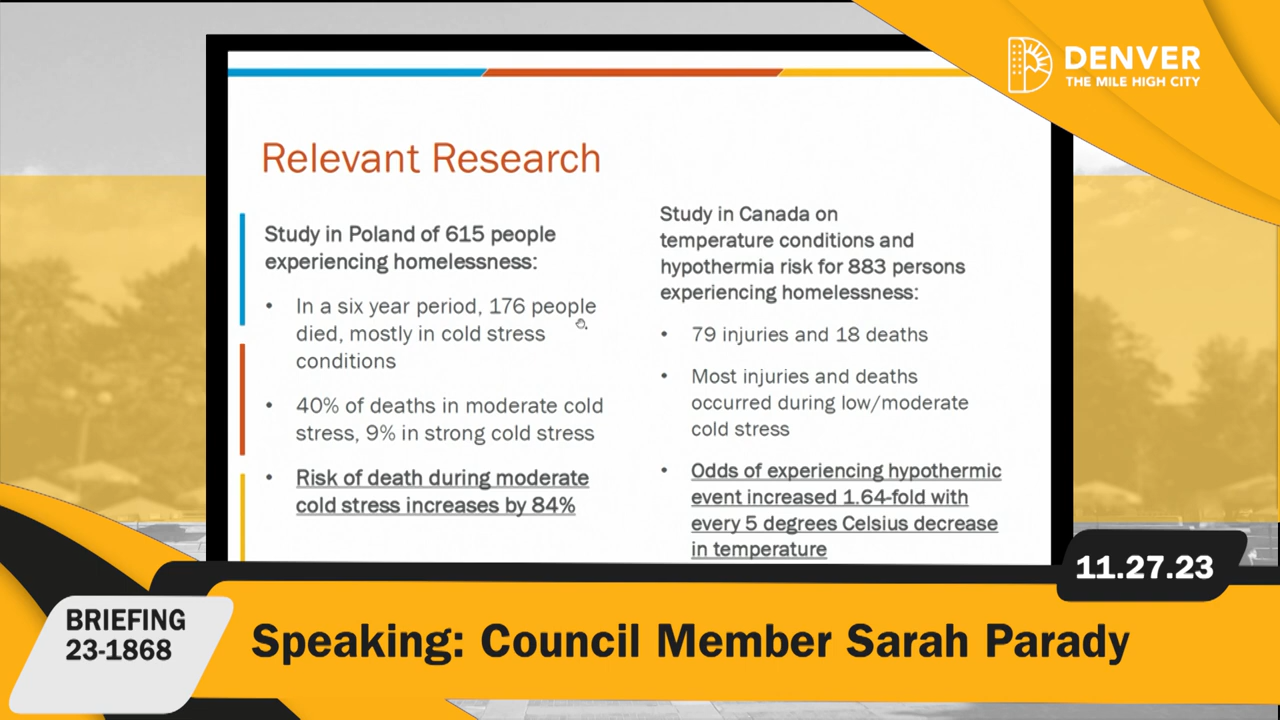 DENVER
THE MILE HIGH CITY
Relevant Research
Study in Poland of 615 people
experiencing homelessness:
• In a six year period, 176 people
died, mostly in cold stress
conditions
• 40% of deaths in moderate cold
stress, 9% in strong cold stress
• Risk of death during moderate
cold stress increases by 84%
Study in Canada on
temperature conditions and
hypothermia risk for 883 persons
experiencing homelessness:
• 79 injuries and 18 deaths
• Most injuries and deaths
occurred during low/moderate
cold stress
• Odds of experiencing hypothermic
event increased 1.64-fold with
every 5 degrees Celsius decrease
in temperature
11.27.23
BRIEFING
23-1868
Speaking: Council Member Sarah Parady